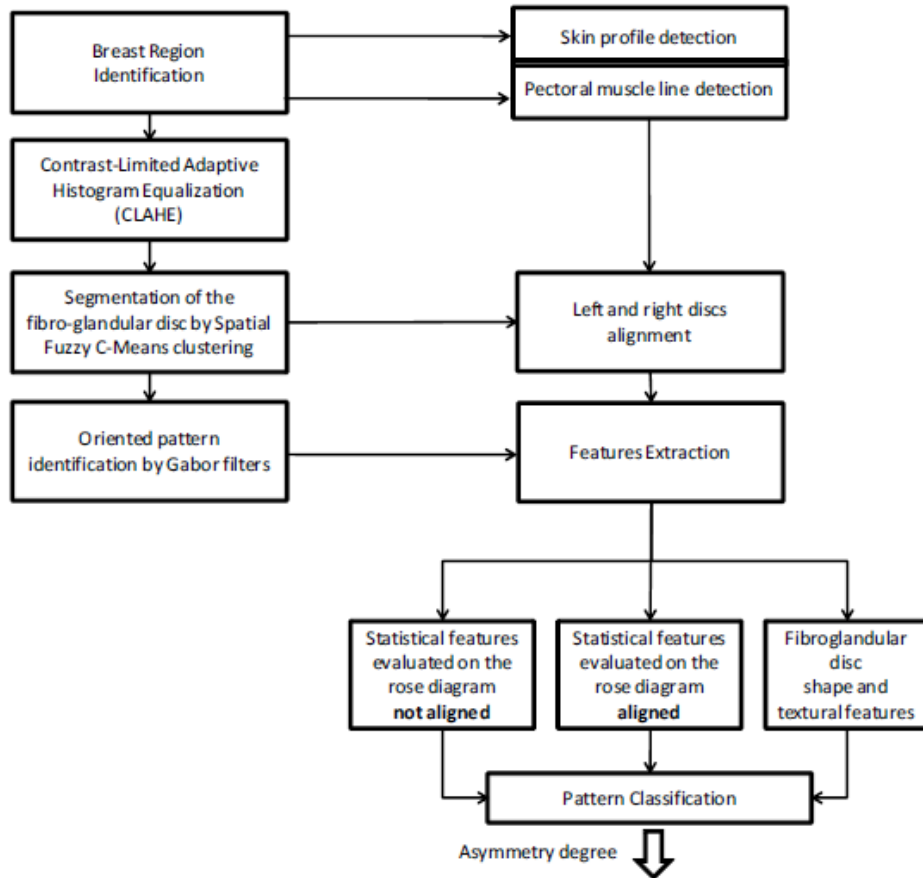 Breast Region
Identification
Skin profile detection
Pectoral muscle line detection
Contrast-Limited Adaptive
Histogram Equalization
(CLAHE)
Segmentation of the
fibro-glandular disc by Spatial
Fuzzy C-Means clustering
Left and right discs
alignment
Oriented pattern
identification by Gabor filters
Features Extraction
Statistical features
evaluated on the
rose diagram
not aligned
Statistical features
evaluated on the
rose diagram
aligned
Fibroglandular
disc
shape and
textural features
Pattern Classification
Asymmetry degree